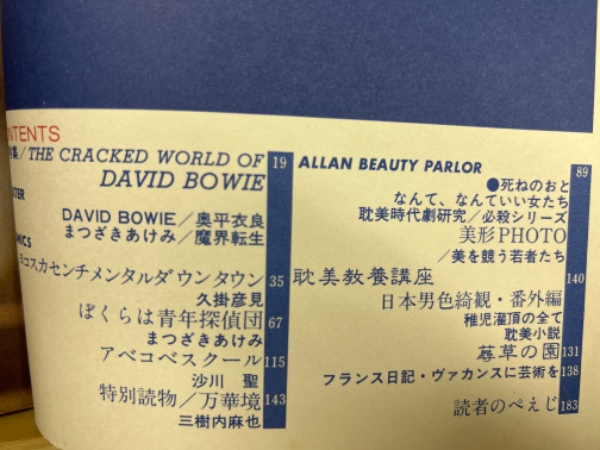 NTENTS
集/THE CRACKED WORLD OF 19
DAVID BOWIE
STER
DAVID BOWIE/奥平衣良
まつざきあけみ/魔界転生
MICS
ヨコスカセンチメンタルダウンタウン 35
久掛彦見
ぼくらは青年探偵団 67
まつざきあけみ
アベコベスクール 115
沙川 聖
特別読物/万華境 143
三樹内麻也
ALLAN BEAUTY PARLOR 89
●死ねのおと
なんて、なんていい女たち
耽美時代劇研究/必殺シリーズ
美形PHOTO
/美を競う若者たち
耽美教養講座 140
日本男色綺観・番外編
稚児灌頂の全て
耽美小説
蕁草の園 131
フランス日記・ヴァカンスに芸術を 138
読者のぺえじ 183